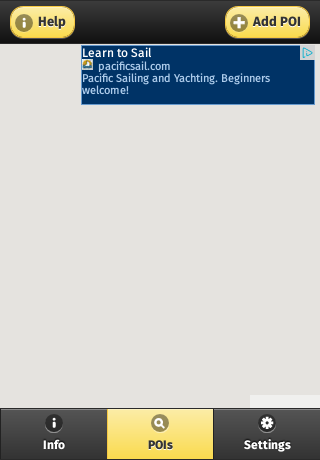 Help
Add POI
Learn to Sail
pacificsail.com
Pacific Sailing and Yachting. Beginners
welcome!
Info
POIs
Settings